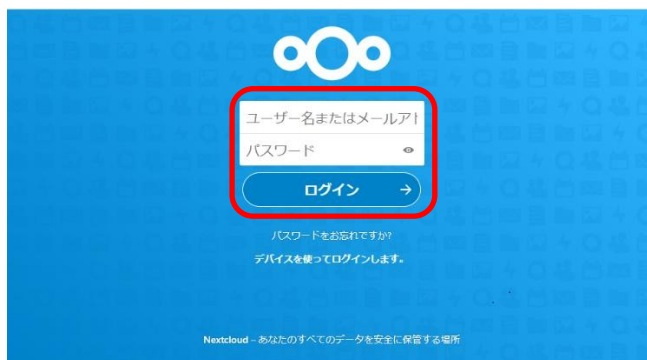 ユーザー名またはメールアド
パスワード
ログイン
パスワードをお忘れですか?
デバイスを使ってログインします。
Nextcloud – あなたのすべてのデータを安全に保管する場所